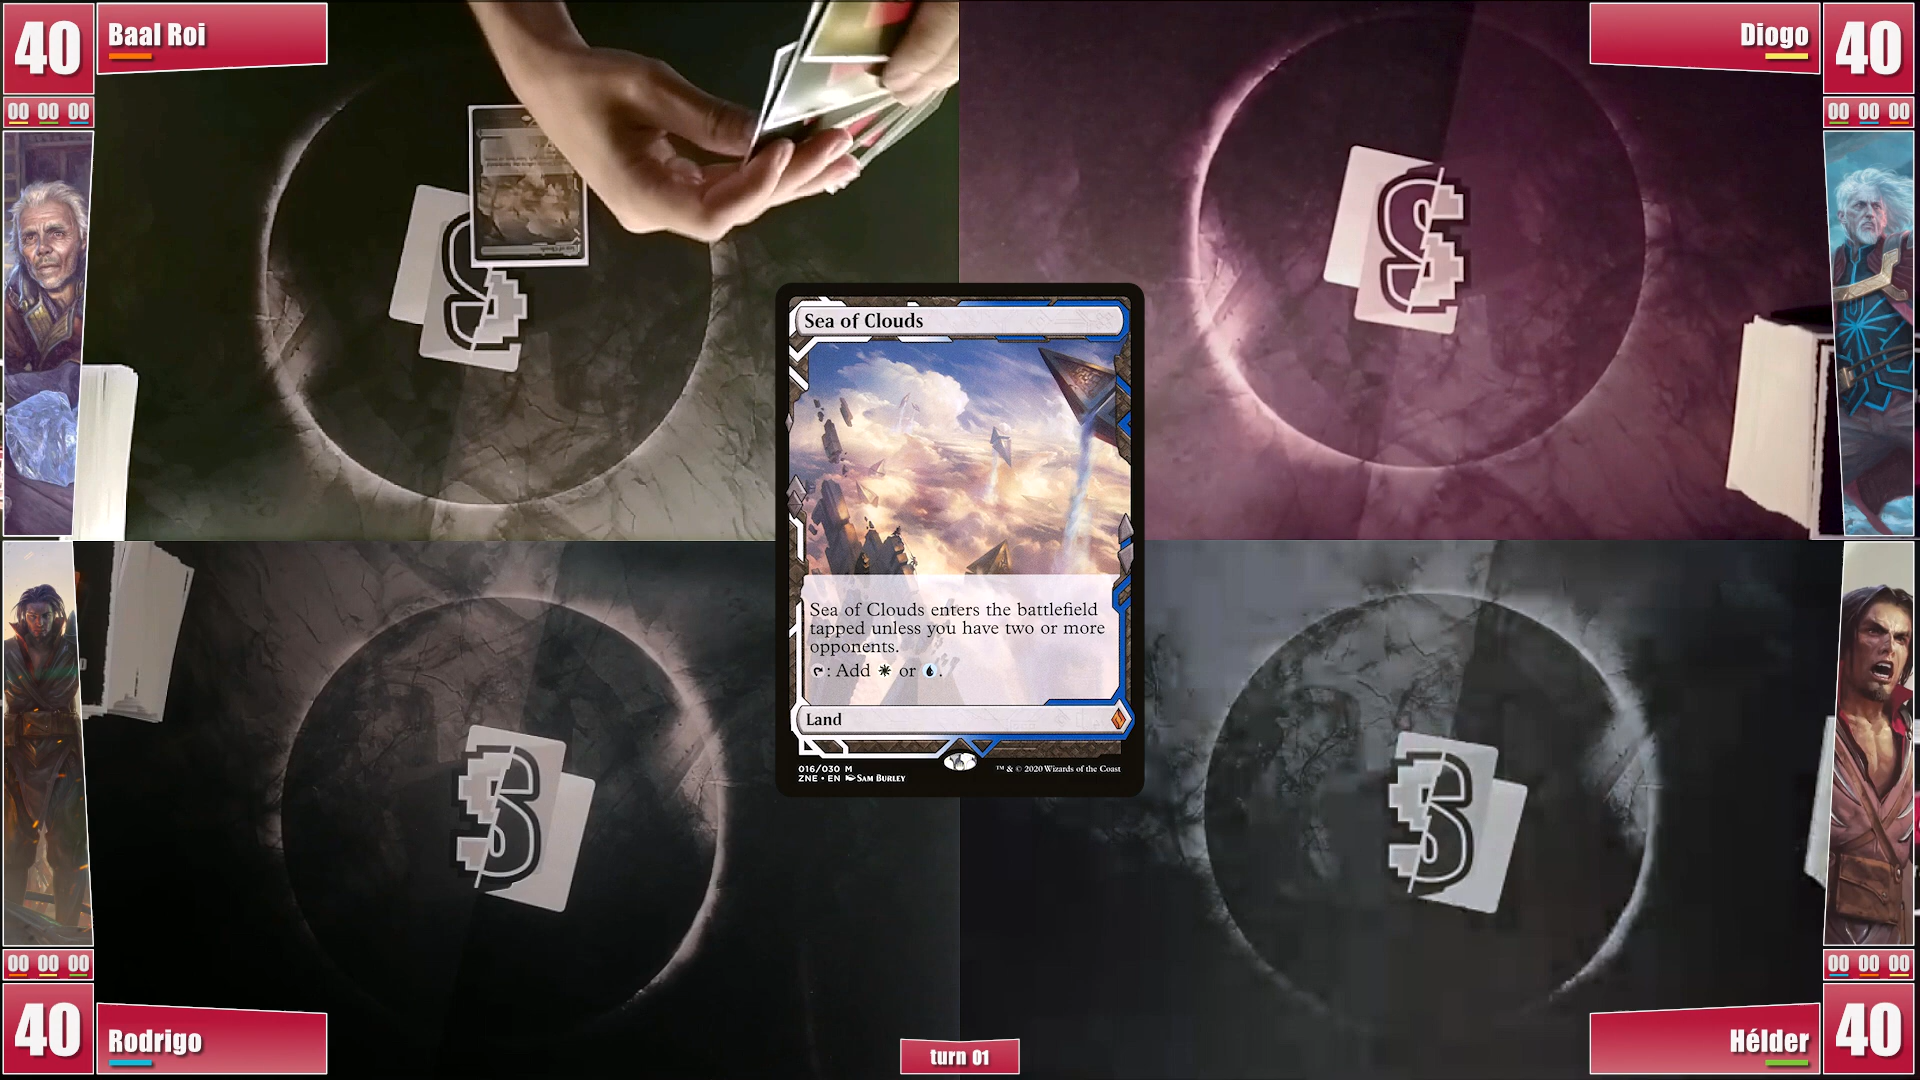 40
Baal Roi
00 00 00
Diogo
40
00 00 00
Sea of Clouds
Sea of Clouds enters the battlefield
tapped unless you have two or more
opponents.
: Add or .
Land
016/030 M
ZNE • EN SAM BURLEY
™ & © 2020 Wizards of the Coast
00 00 00
40
Rodrigo
turn 01
00 00 00
Hélder
40